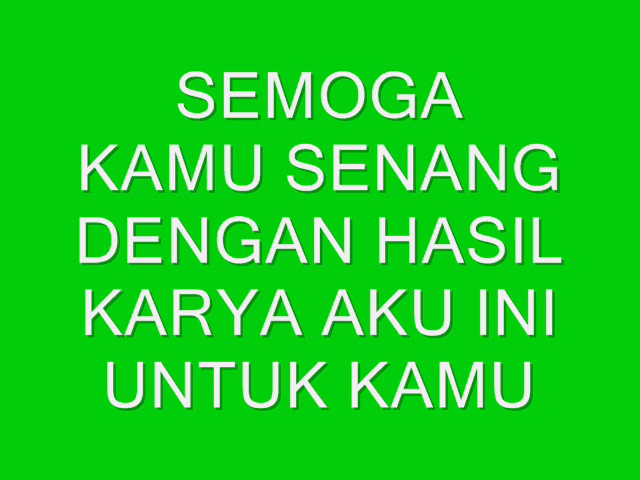 SEMOGA
KAMU SENANG
DENGAN HASIL
KARYA AKU INI
UNTUK KAMU